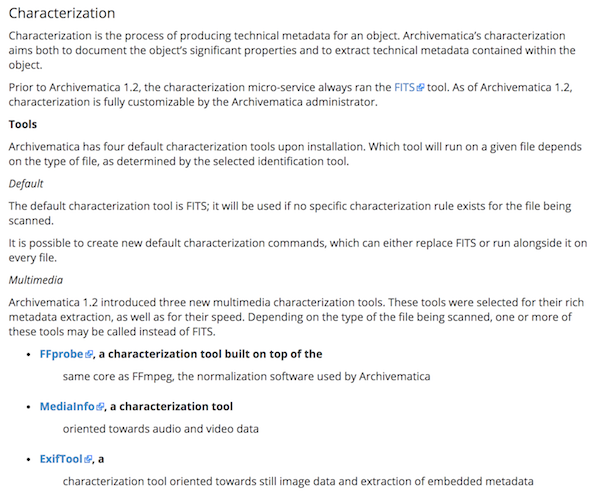 Characterization
Characterization is the process of producing technical metadata for an object. Archivematica's characterization
aims both to document the object's significant properties and to extract technical metadata contained within the
object.
Prior to Archivematica 1.2, the characterization micro-service always ran the FITS tool. As of Archivematica 1.2,
characterization is fully customizable by the Archivematica administrator.
Tools
Archivematica has four default characterization tools upon installation. Which tool will run on a given file depends
on the type of file, as determined by the selected identification tool.
Default
The default characterization tool is FITS; it will be used if no specific characterization rule exists for the file being
scanned.
It is possible to create new default characterization commands, which can either replace FITS or run alongside it on
every file.
Multimedia
Archivematica 1.2 introduced three new multimedia characterization tools. These tools were selected for their rich
metadata extraction, as well as for their speed. Depending on the type of the file being scanned, one or more of
these tools may be called instead of FITS.
• FFprobe, a characterization tool built on top of the
same core as FFmpeg, the normalization software used by Archivematica
• MediaInfo, a characterization tool
oriented towards audio and video data
• ExifTool, a
characterization tool oriented towards still image data and extraction of embedded metadata